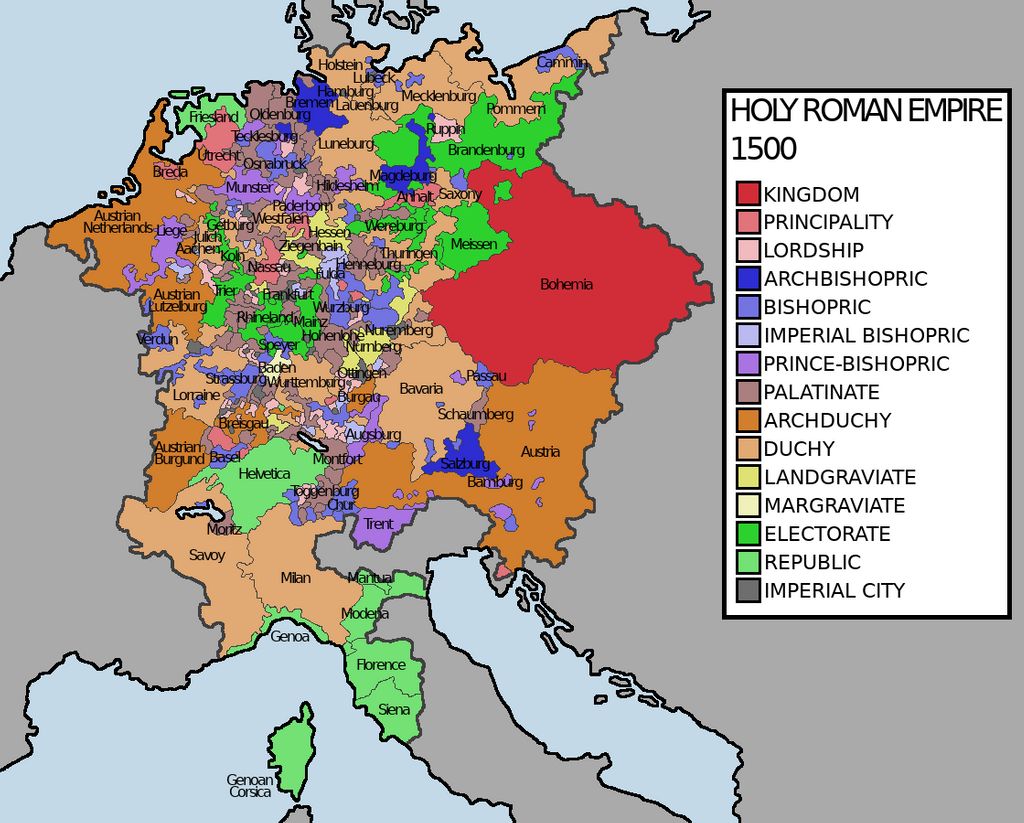 HOLY ROMAN EMPIRE
1500
KINGDOM
PRINCIPALITY
LORDSHIP
ARCHBISHOPRIC
BISHOPRIC
IMPERIAL BISHOPRIC
PRINCE-BISHOPRIC
PALATINATE
ARCHDUCHY
DUCHY
LANDGRAVIATE
MARGRAVIATE
ELECTORATE
REPUBLIC
IMPERIAL CITY
Holstein
Cammin
Lubeck
Hamburg
Mecklenburg
Bremen
Lauenburg
Pommern
Friesland
Oldenburg
Ruppin
Tecklesburg
Luneburg
Brandenburg
Utrecht
Osnabruck
Breda
Magdeburg
Munster
Hildesheim
Anhalt
Saxony
Paderborn
Austrian
Netherlands
Liege
Westfalen
Getburg
Wereburg
Julich
Hessen
Aachen
Ziegenhain
Meissen
Koln
Thuringen
Nassau
Henneburg
Fulda
Bohemia
Trier
Frankfurt
Austrian
Lutzelburg
Wurzburg
Rhineland
Mainz
Nuremberg
Verdun
Hohenlohe
Speyer
Nurnberg
Baden
Ottingen
Strassburg
Wurttemburg
Passau
Lorraine
Bavaria
Burgau
Schaumberg
Breisgau
Augsburg
Austrian
Burgund
Basel
Montfort
Austria
Helvetica
Salzburg
Bamburg
Toggenburg
Chur
Moritz
Trent
Savoy
Milan
Mantua
Modena
Genoa
Florence
Siena
Genoan
Corsica